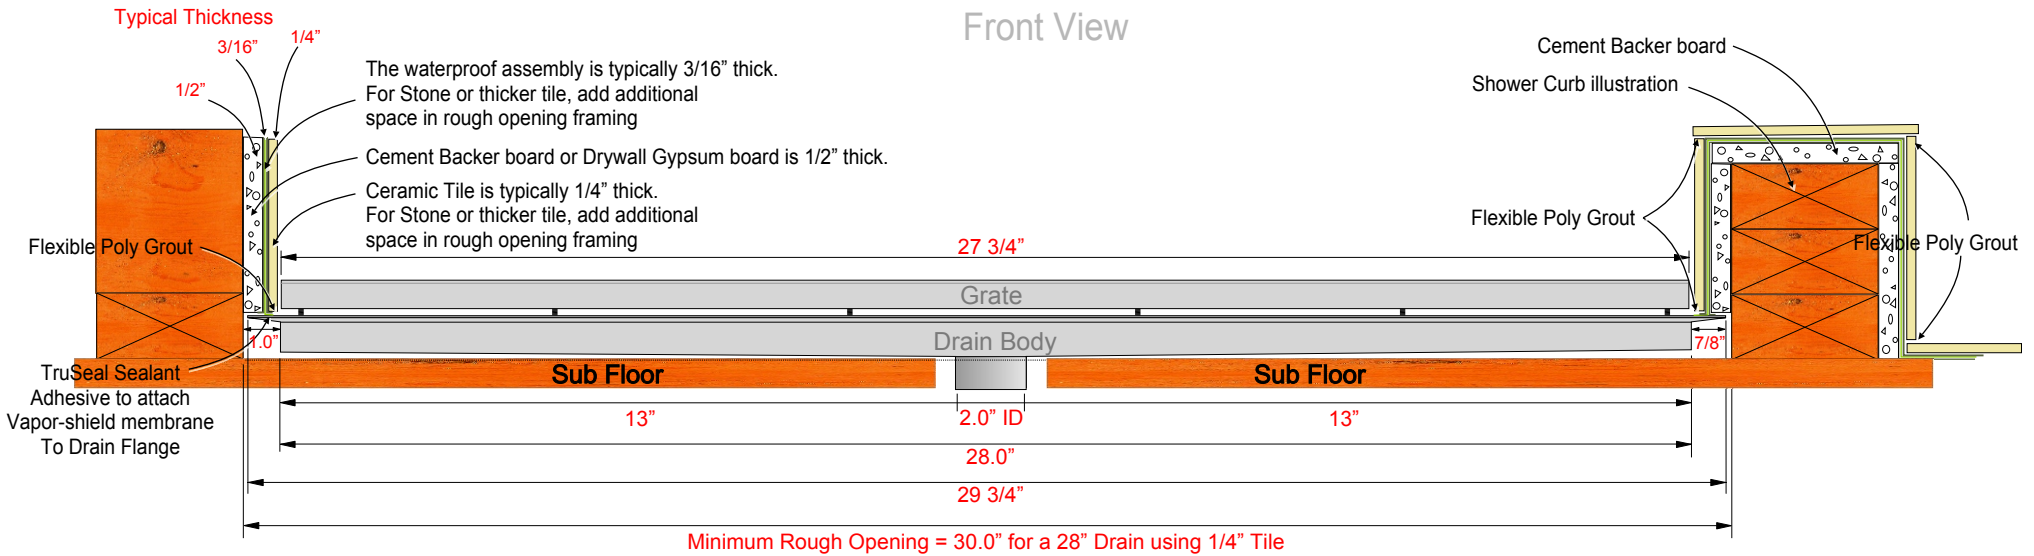 Front View
Typical Thickness
3/16”
1/4”
1/2”
The waterproof assembly is typically 3/16” thick.
For Stone or thicker tile, add additional
space in rough opening framing
Cement Backer board or Drywall Gypsum board is 1/2” thick.
Ceramic Tile is typically 1/4” thick.
For Stone or thicker tile, add additional
space in rough opening framing
Cement Backer board
Shower Curb illustration
Flexible Poly Grout
Flexible Poly Grout
Flexible Poly Grout
27 3/4”
Grate
Drain Body
1.0”
7/8”
TruSeal Sealant
Adhesive to attach
Vapor-shield membrane
To Drain Flange
Sub Floor
Sub Floor
13”
2.0” ID
13”
28.0”
29 3/4”
Minimum Rough Opening = 30.0” for a 28” Drain using 1/4” Tile